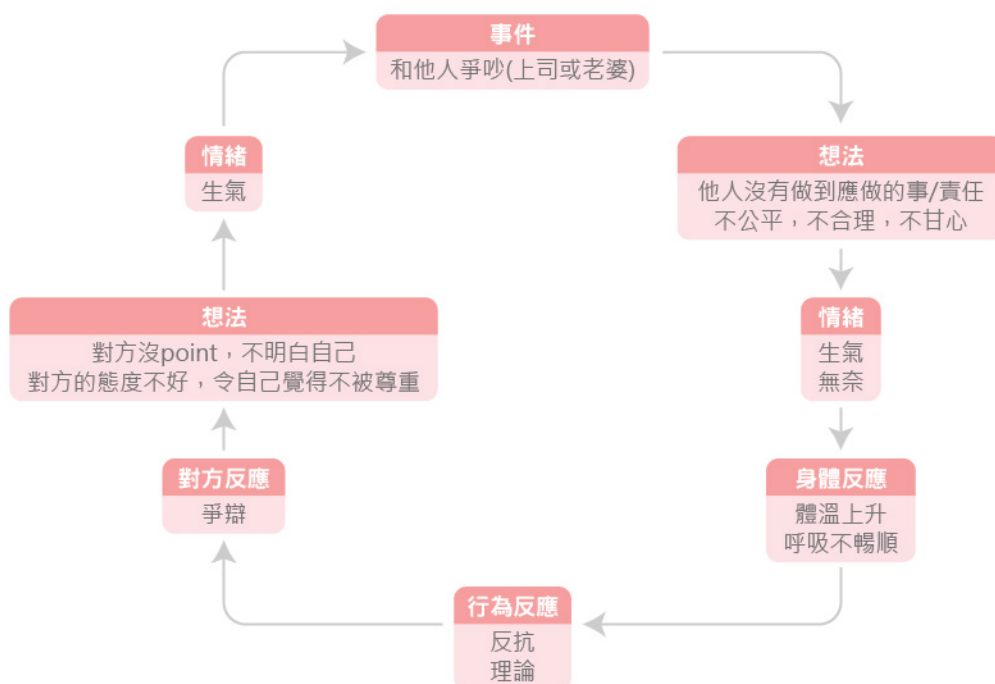 事件
和他人爭吵(上司或老婆)
想法
他人沒有做到應做的事/責任
不公平，不合理，不甘心
情緒
生氣
無奈
身體反應
體溫上升
呼吸不暢順
行為反應
反抗
理論
對方反應
爭辯
想法
對方沒point，不明白自己
對方的態度不好，令自己覺得不被尊重
情緒
生氣